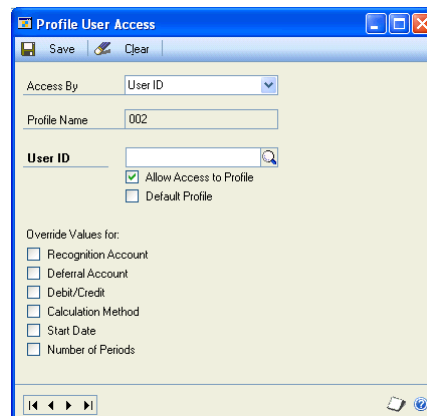 Profile User Access
Save Clear
Access By User ID
Profile Name 002
User ID
Allow Access to Profile
Default Profile
Override Values for:
Recognition Account
Deferral Account
Debit/Credit
Calculation Method
Start Date
Number of Periods